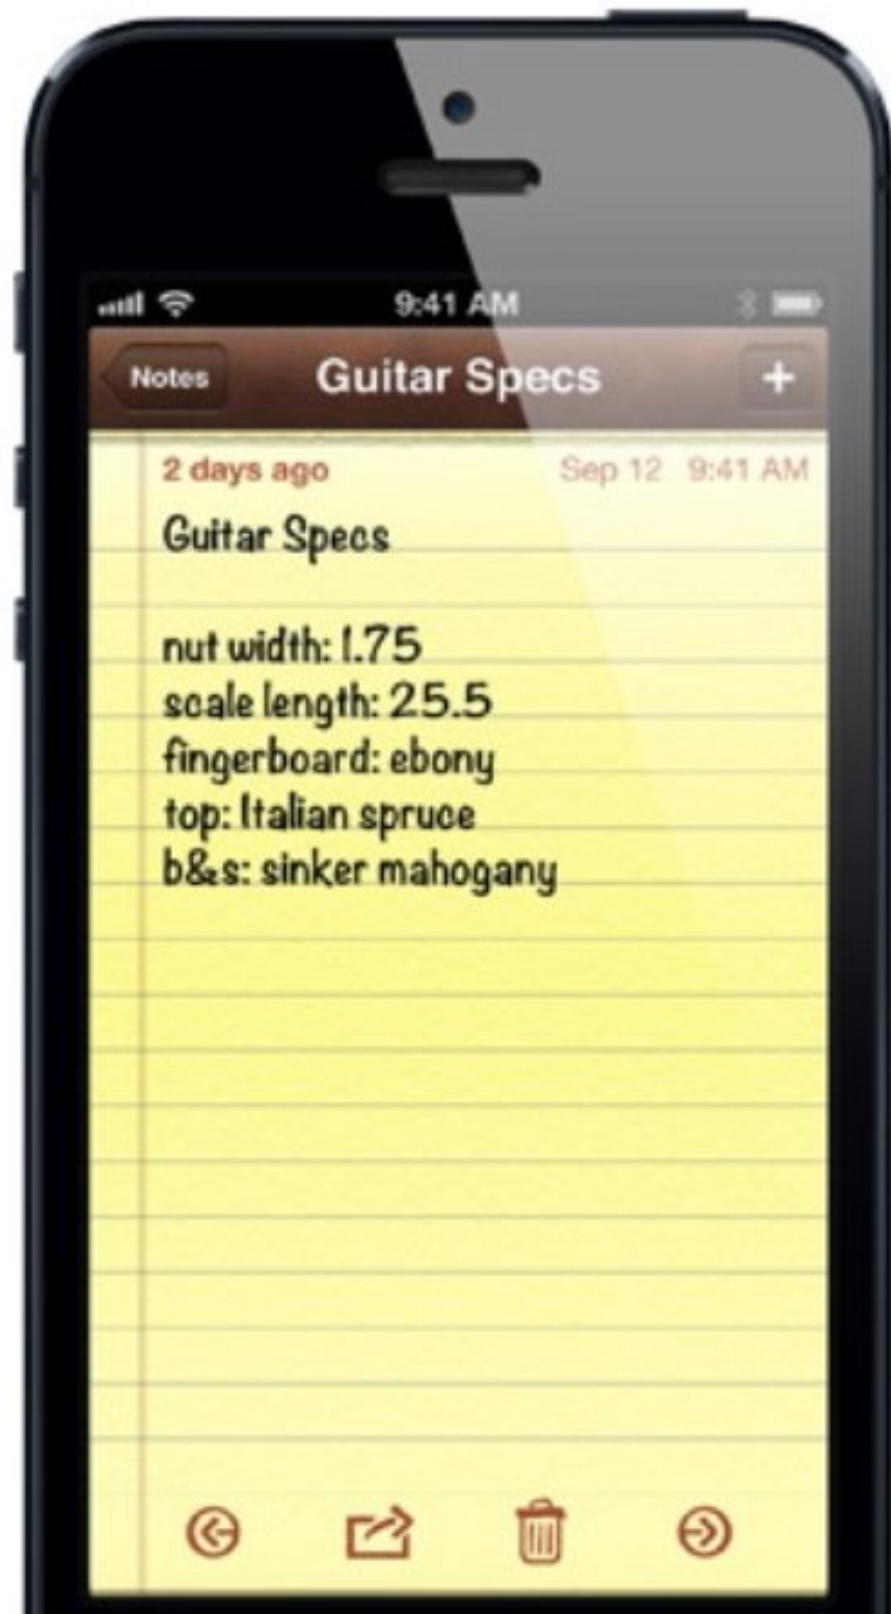 9:41 AM
Notes Guitar Specs +
2 days ago Sep 12 9:41 AM
Guitar Specs
nut width: 1.75
scale length: 25.5
fingerboard: ebony
top: Italian spruce
b&s: sinker mahogany